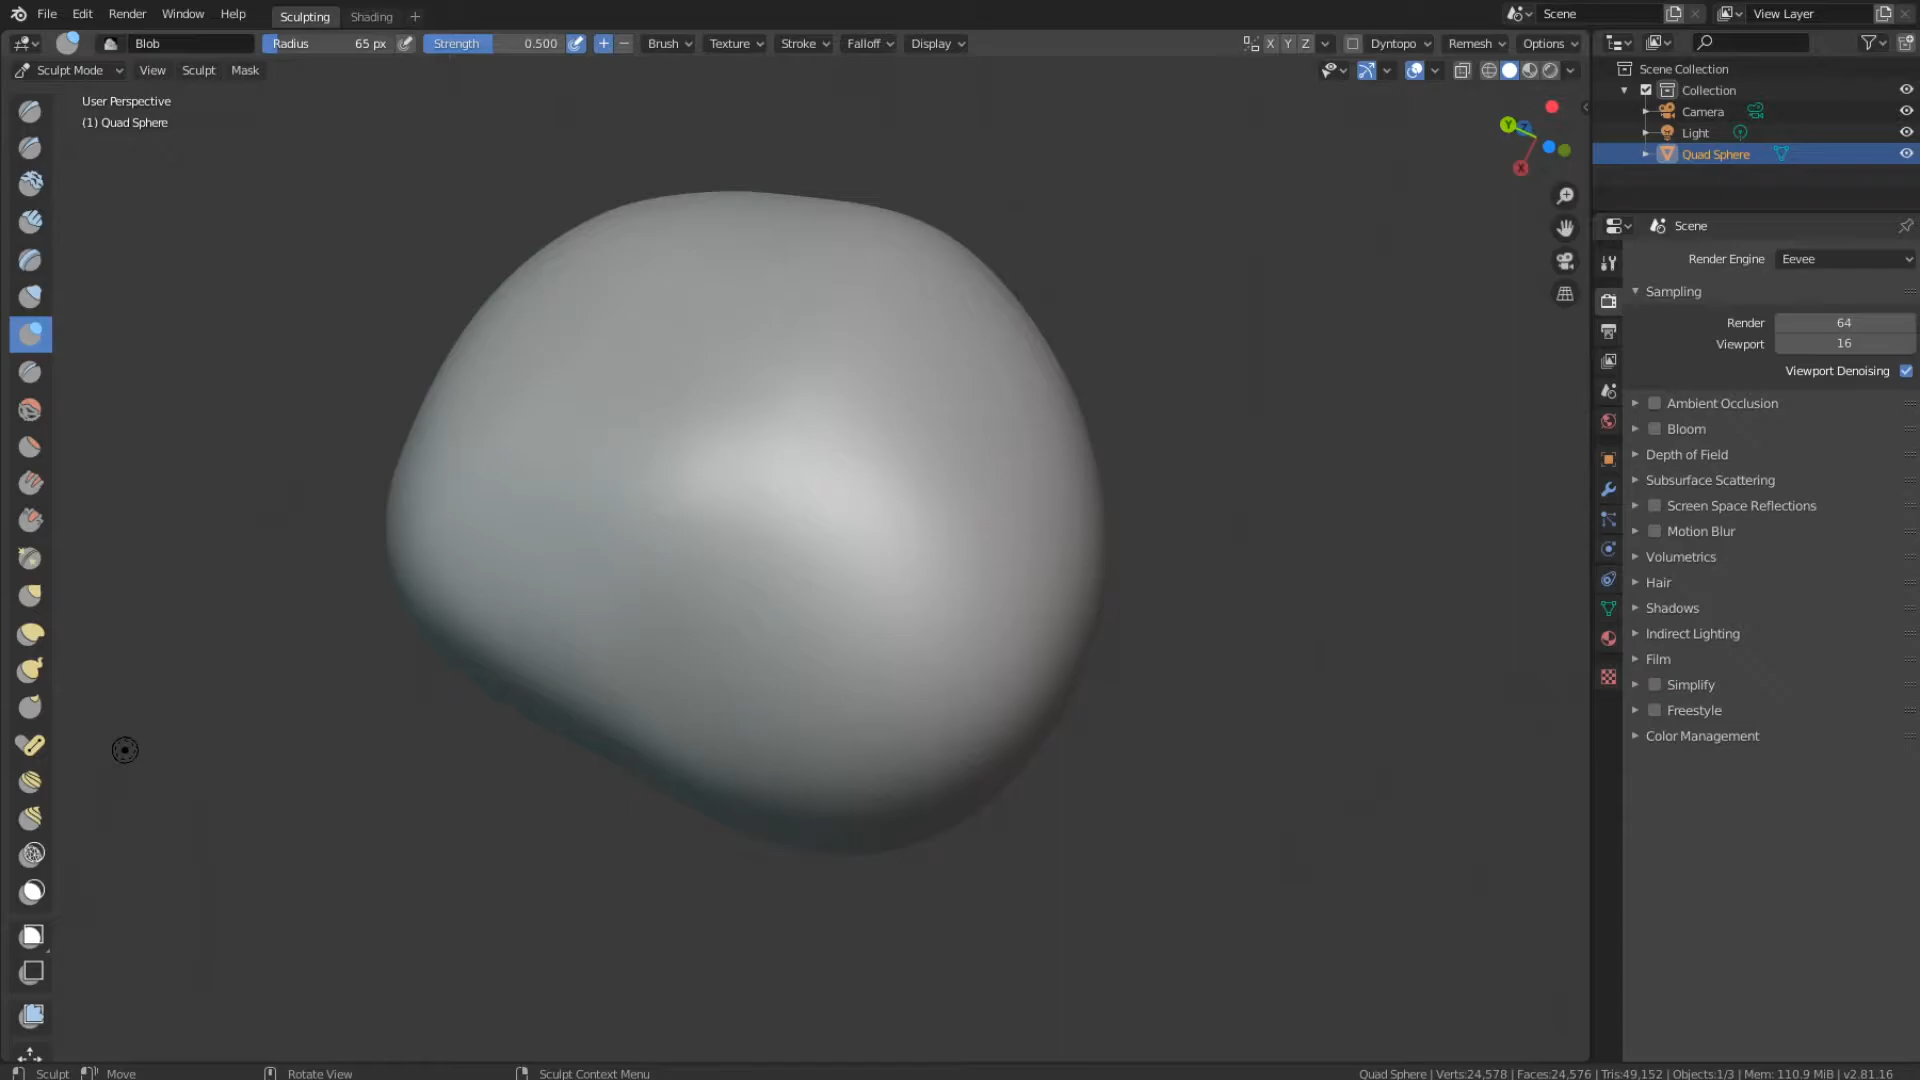 File Edit Render Window Help Sculpting Shading + Scene View Layer
Blob Radius 65 px Strength 0.500 + − Brush Texture Stroke Falloff Display X Y Z Dyntopo Remesh Options
Sculpt Mode View Sculpt Mask
User Perspective
(1) Quad Sphere
Y
Z
X
Scene Collection
Collection
Camera
Light
Quad Sphere
Scene
Render Engine Eevee
Sampling
Render 64
Viewport 16
Viewport Denoising
Ambient Occlusion
Bloom
Depth of Field
Subsurface Scattering
Screen Space Reflections
Motion Blur
Volumetrics
Hair
Shadows
Indirect Lighting
Film
Simplify
Freestyle
Color Management
Sculpt Move Rotate View Sculpt Context Menu Quad Sphere | Verts:24,578 | Faces:24,576 | Tris:49,152 | Objects:1/3 | Mem: 110.9 MiB | v2.81.16